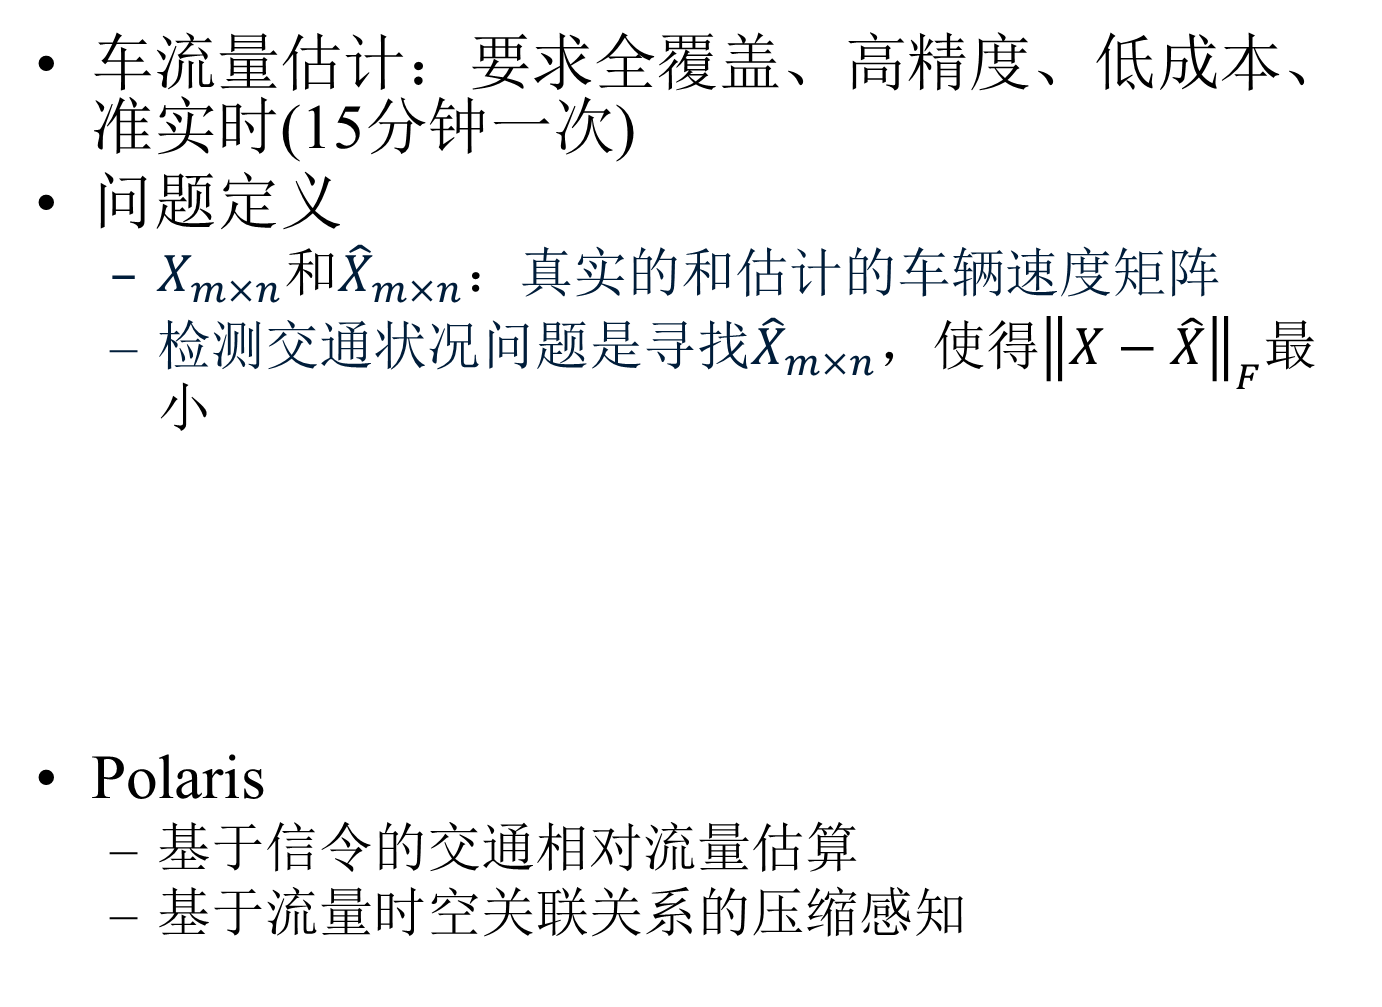 • 车流量估计：要求全覆盖、高精度、低成本、
准实时(15分钟一次)
• 问题定义
– X_{m×n}和X̂_{m×n}：真实的和估计的车辆速度矩阵
– 检测交通状况问题是寻找X̂_{m×n}，使得‖X − X̂‖_F最
小
• Polaris
– 基于信令的交通相对流量估算
– 基于流量时空关联关系的压缩感知